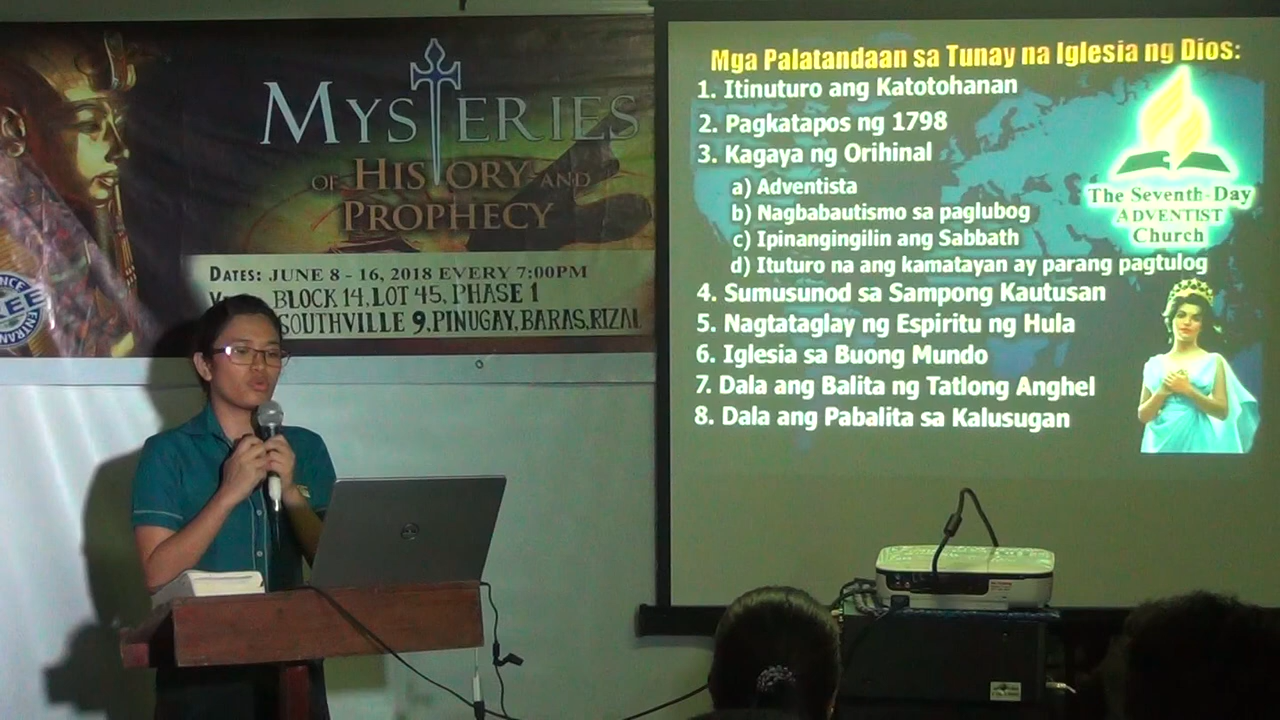 MYSTERIES
OF HISTORY AND
PROPHECY
DATES: JUNE 8 - 16, 2018 EVERY 7:00PM
BLOCK 14, LOT 45, PHASE 1
SOUTHVILLE 9, PINUGAY, BARAS, RIZAL
Mga Palatandaan sa Tunay na Iglesia ng Dios:
1. Itinuturo ang Katotohanan
2. Pagkatapos ng 1798
3. Kagaya ng Orihinal
a) Adventista
b) Nagbabautismo sa paglubog
c) Ipinangingilin ang Sabbath
d) Ituturo na ang kamatayan ay parang pagtulog
4. Sumusunod sa Sampong Kautusan
5. Nagtataglay ng Espiritu ng Hula
6. Iglesia sa Buong Mundo
7. Dala ang Balita ng Tatlong Anghel
8. Dala ang Pabalita sa Kalusugan
The Seventh-Day
ADVENTIST
Church